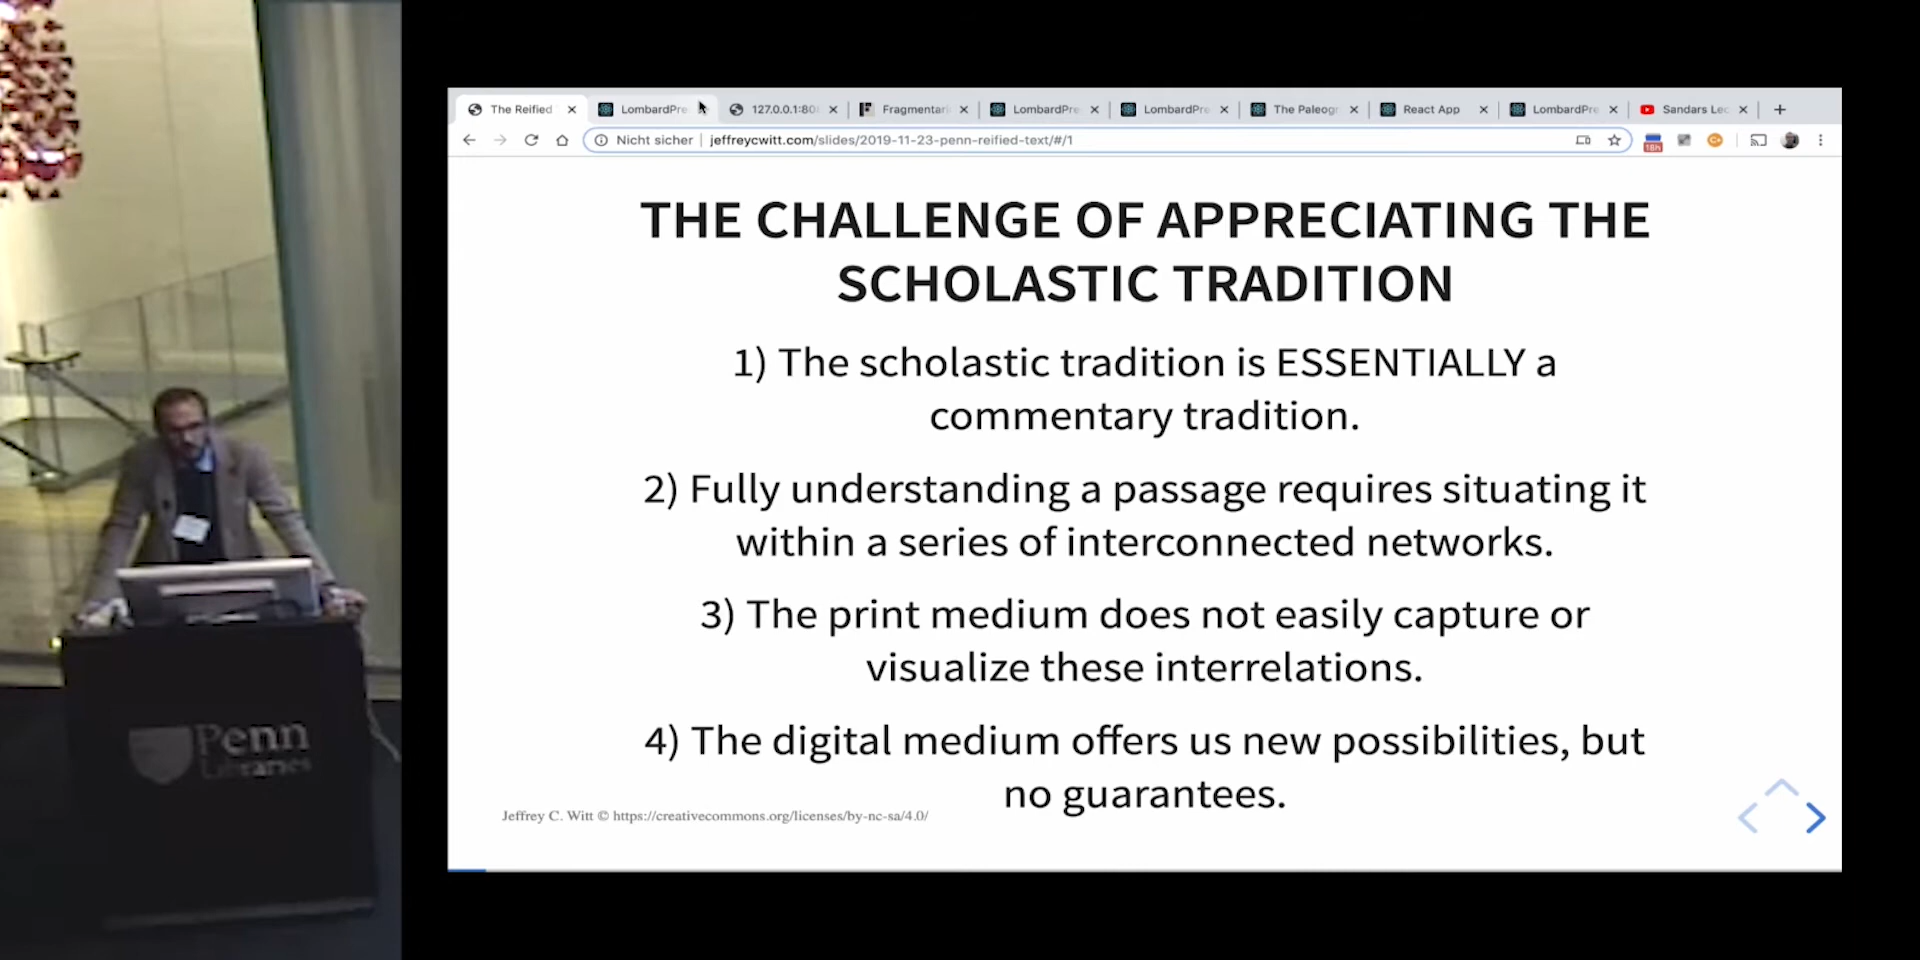 The Reified
LombardPre
127.0.0.1:80
Fragmentari
LombardPre
LombardPre
The Paleogr
React App
LombardPre
Sandars Lec
Nicht sicher | jeffreycwitt.com/slides/2019-11-23-penn-reified-text/#/1
18h
THE CHALLENGE OF APPRECIATING THE
SCHOLASTIC TRADITION
1) The scholastic tradition is ESSENTIALLY a
commentary tradition.
2) Fully understanding a passage requires situating it
within a series of interconnected networks.
3) The print medium does not easily capture or
visualize these interrelations.
4) The digital medium offers us new possibilities, but
no guarantees.
Jeffrey C. Witt © https://creativecommons.org/licenses/by-nc-sa/4.0/
Penn
Libraries